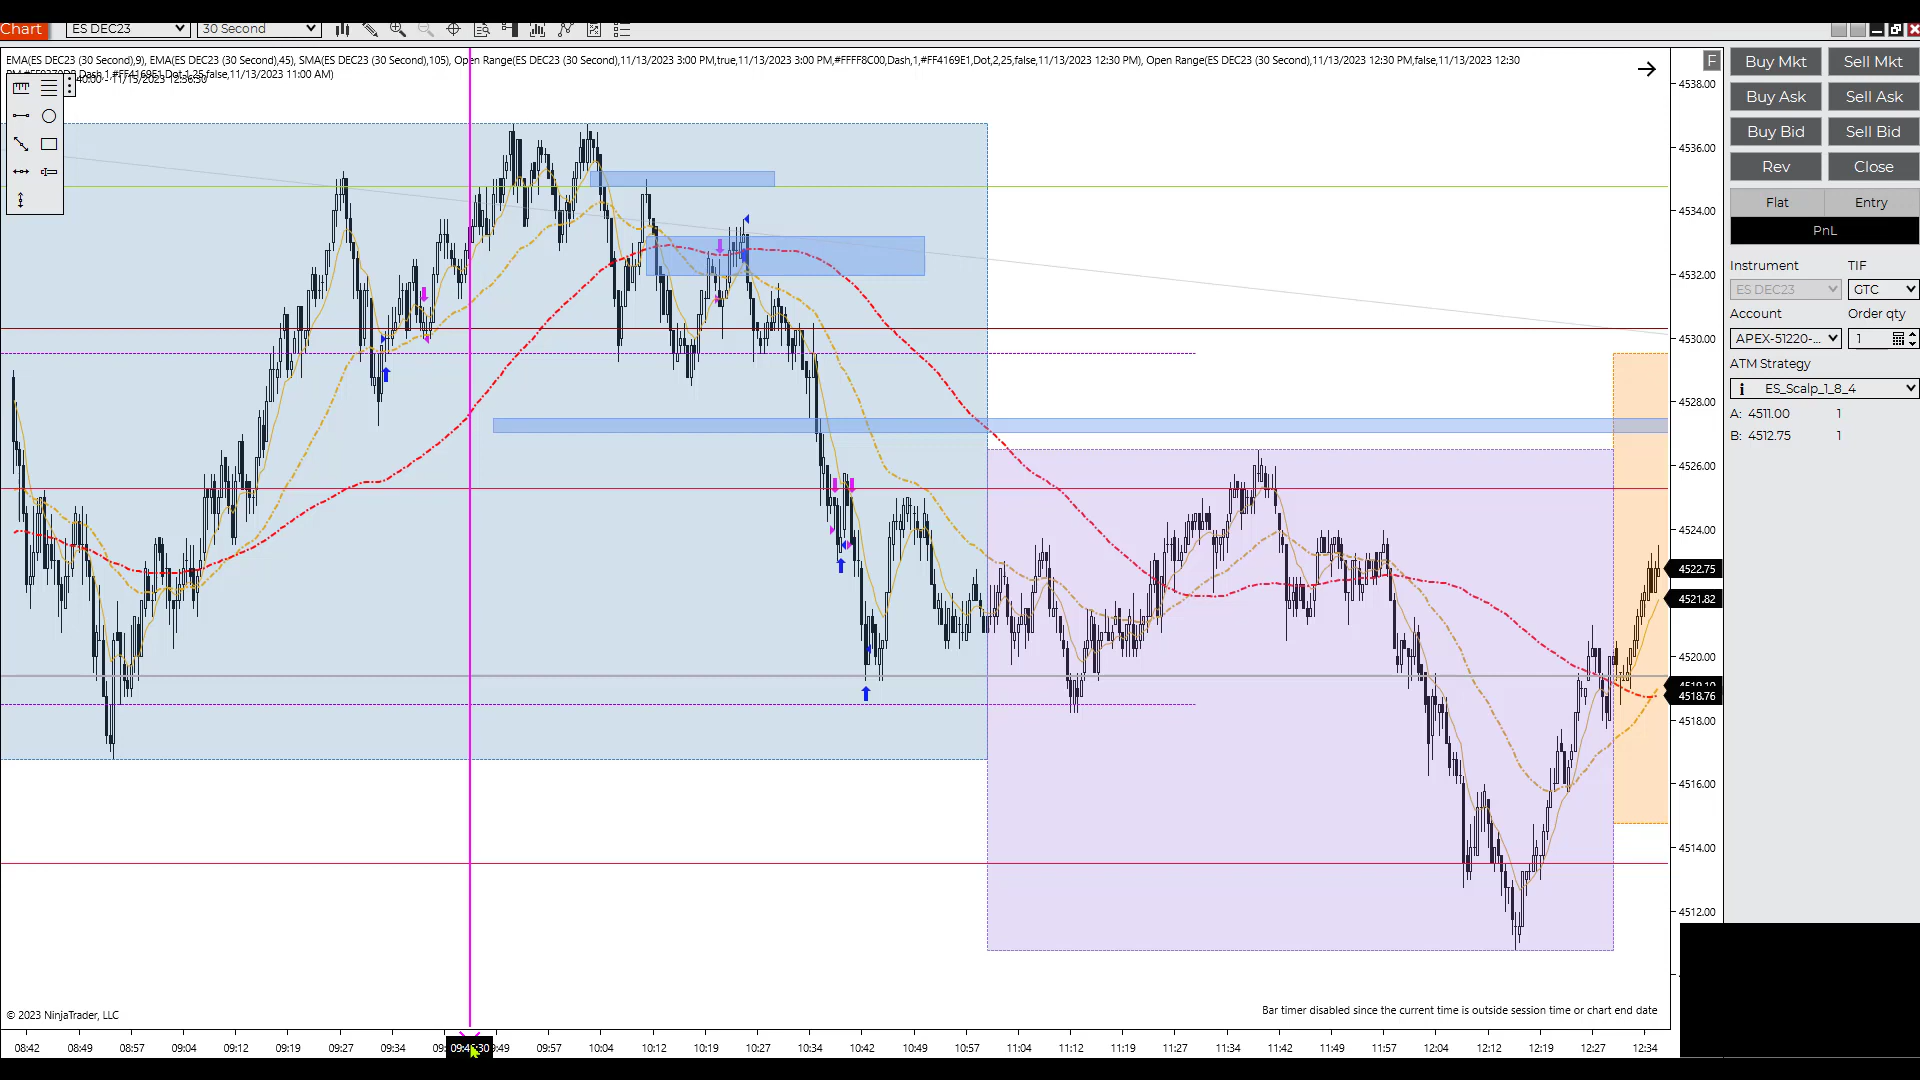 Chart ES DEC23 30 Second
EMA(ES DEC23 (30 Second),9), EMA(ES DEC23 (30 Second),45), SMA(ES DEC23 (30 Second),105), Open Range(ES DEC23 (30 Second),11/13/2023 3:00 PM,true,11/13/2023 3:00 PM,#FFFF8C00,Dash,1,#FF4169E1,Dot,2,25,false,11/13/2023 12:30 PM), Open Range(ES DEC23 (30 Second),11/13/2023 12:30 PM,false,11/13/2023 12:30
Dash,1,#FF4169E1,Dot,1,25,false,11/13/2023 11:00 AM)
11/15/2023 12:36:30
F
4538.00
4536.00
4534.00
4532.00
4530.00
4528.00
4526.00
4524.00
4522.75
4521.82
4520.00
4518.76
4518.00
4516.00
4514.00
4512.00
Buy Mkt Sell Mkt
Buy Ask Sell Ask
Buy Bid Sell Bid
Rev Close
Flat Entry
PnL
Instrument TIF
ES DEC23 GTC
Account Order qty
APEX-51220-... 1
ATM Strategy
ES_Scalp_1_8_4
A: 4511.00 1
B: 4512.75 1
© 2023 NinjaTrader, LLC
Bar timer disabled since the current time is outside session time or chart end date
08:42 08:49 08:57 09:04 09:12 09:19 09:27 09:34 09:49 09:57 10:04 10:12 10:19 10:27 10:34 10:42 10:49 10:57 11:04 11:12 11:19 11:27 11:34 11:42 11:49 11:57 12:04 12:12 12:19 12:27 12:34